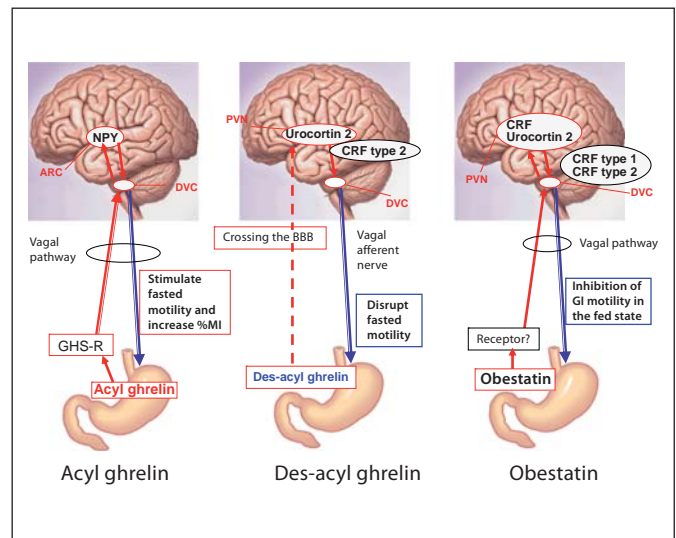 NPY
ARC
DVC
Vagal
pathway
Stimulate
fasted
motility and
increase %MI
GHS-R
Acyl ghrelin
Acyl ghrelin
PVN
Urocortin 2
CRF type 2
DVC
Crossing the BBB
Vagal
afferent
nerve
Disrupt
fasted
motility
Des-acyl ghrelin
Des-acyl ghrelin
CRF
Urocortin 2
PVN
CRF type 1
CRF type 2
DVC
Vagal pathway
Inhibition of
GI motility in
the fed state
Receptor?
Obestatin
Obestatin